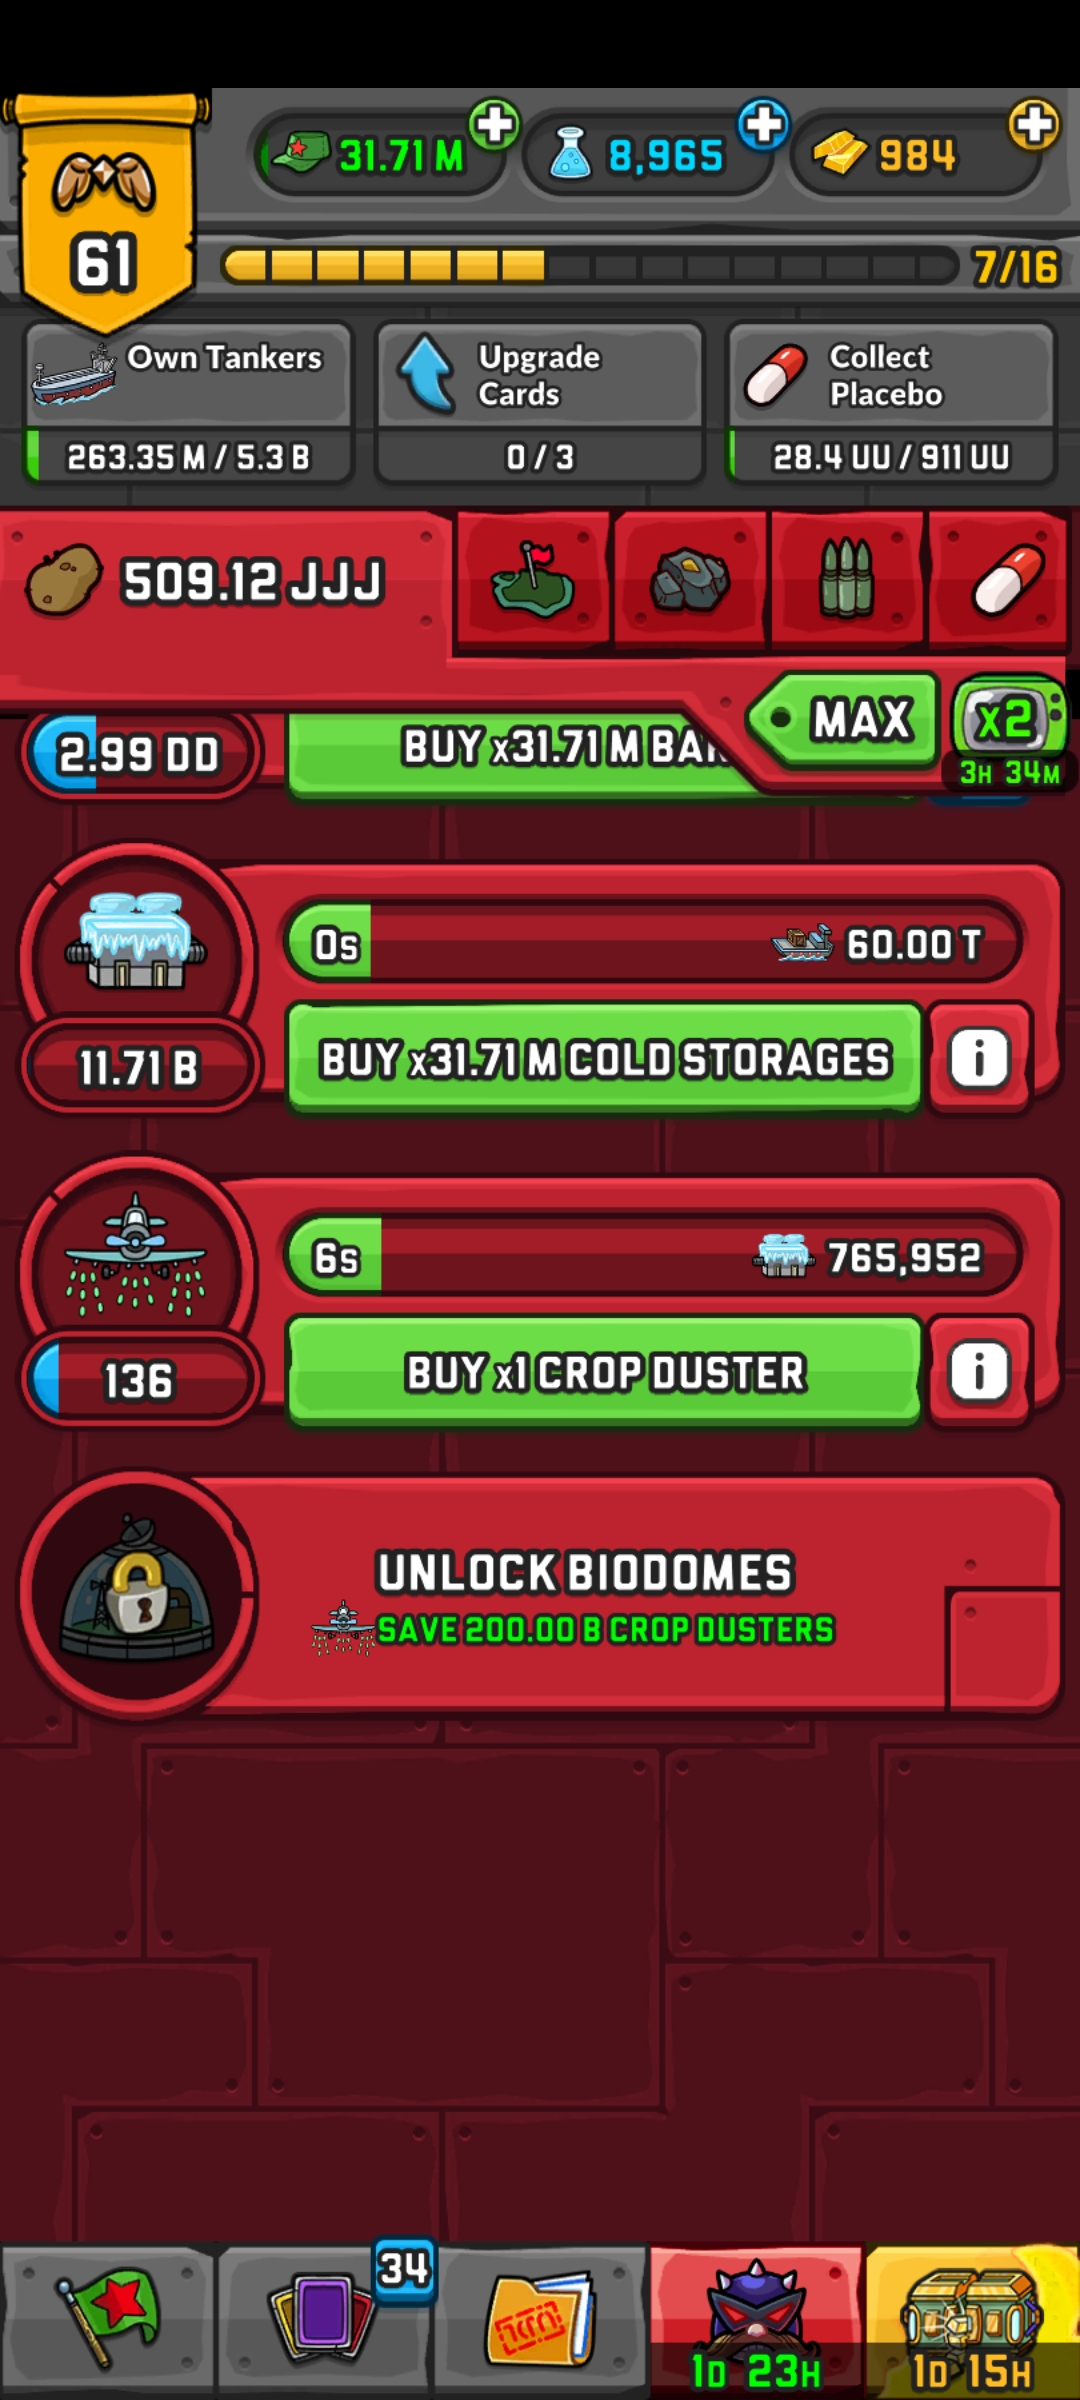 31.71 M
8,965
984
61
7/16
Own Tankers
263.35 M / 5.3 B
Upgrade
Cards
0 / 3
Collect
Placebo
28.4 UU / 911 UU
509.12 JJJ
MAX
x2
3H 34M
2.99 DD
BUY x31.71 M
0s
60.00 T
11.71 B
BUY x31.71 M COLD STORAGES
i
6s
765,952
136
BUY x1 CROP DUSTER
i
UNLOCK BIODOMES
SAVE 200.00 B CROP DUSTERS
34
1D 23H
1D 15H